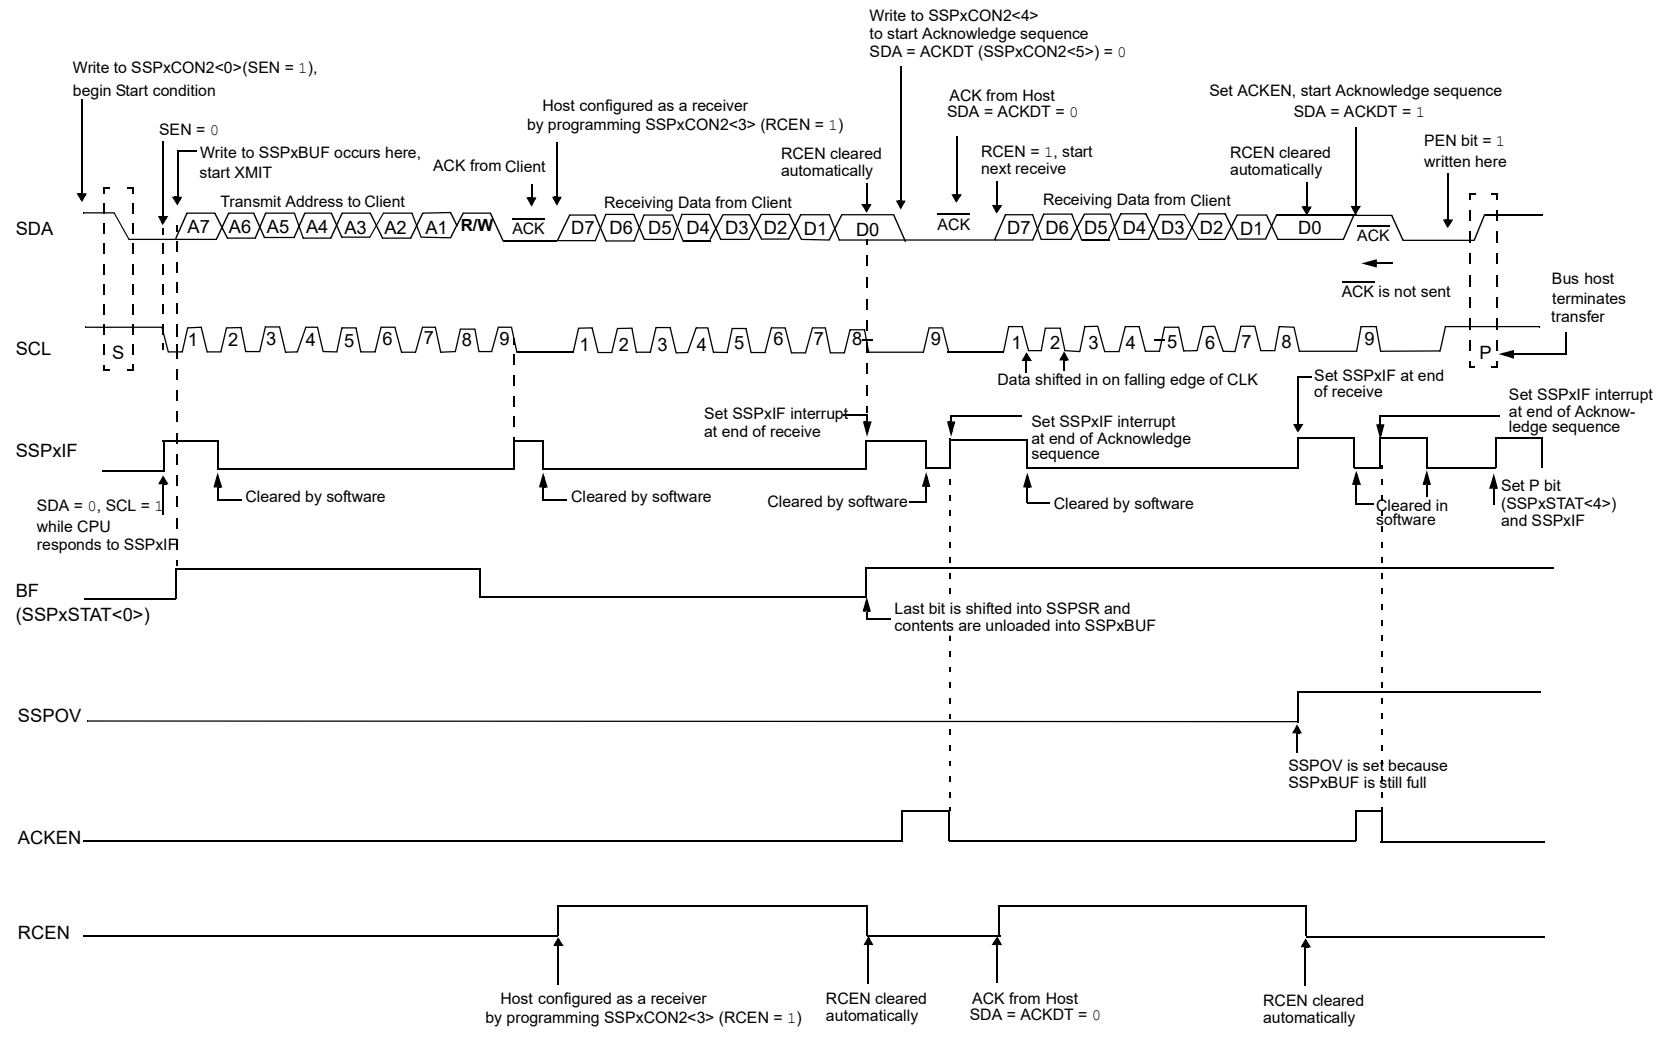 Write to SSPxCON2<4>
to start Acknowledge sequence
SDA = ACKDT (SSPxCON2<5>) = 0
Write to SSPxCON2<0>(SEN = 1),
begin Start condition
ACK from Host
SDA = ACKDT = 0
Set ACKEN, start Acknowledge sequence
SDA = ACKDT = 1
Host configured as a receiver
by programming SSPxCON2<3> (RCEN = 1)
SEN = 0
Write to SSPxBUF occurs here,
start XMIT
ACK from Client
RCEN cleared
automatically
RCEN = 1, start
next receive
RCEN cleared
automatically
PEN bit = 1
written here
Transmit Address to Client
Receiving Data from Client
Receiving Data from Client
SDA
A7 A6 A5 A4 A3 A2 A1 R/W ACK D7 D6 D5 D4 D3 D2 D1 D0 ACK D7 D6 D5 D4 D3 D2 D1 D0 ACK
ACK is not sent
Bus host
terminates
transfer
SCL
S 1 2 3 4 5 6 7 8 9 1 2 3 4 5 6 7 8 9 1 2 3 4 5 6 7 8 9 P
Data shifted in on falling edge of CLK
Set SSPxIF at end
of receive
Set SSPxIF interrupt
at end of receive
Set SSPxIF interrupt
at end of Acknowledge
sequence
Set SSPxIF interrupt
at end of Acknow-
ledge sequence
SSPxIF
Cleared by software
Cleared by software
Cleared by software
Cleared by software
Cleared in
software
Set P bit
(SSPxSTAT<4>)
and SSPxIF
SDA = 0, SCL = 1
while CPU
responds to SSPxIF
BF
(SSPxSTAT<0>)
Last bit is shifted into SSPSR and
contents are unloaded into SSPxBUF
SSPOV
SSPOV is set because
SSPxBUF is still full
ACKEN
RCEN
Host configured as a receiver
by programming SSPxCON2<3> (RCEN = 1)
RCEN cleared
automatically
ACK from Host
SDA = ACKDT = 0
RCEN cleared
automatically